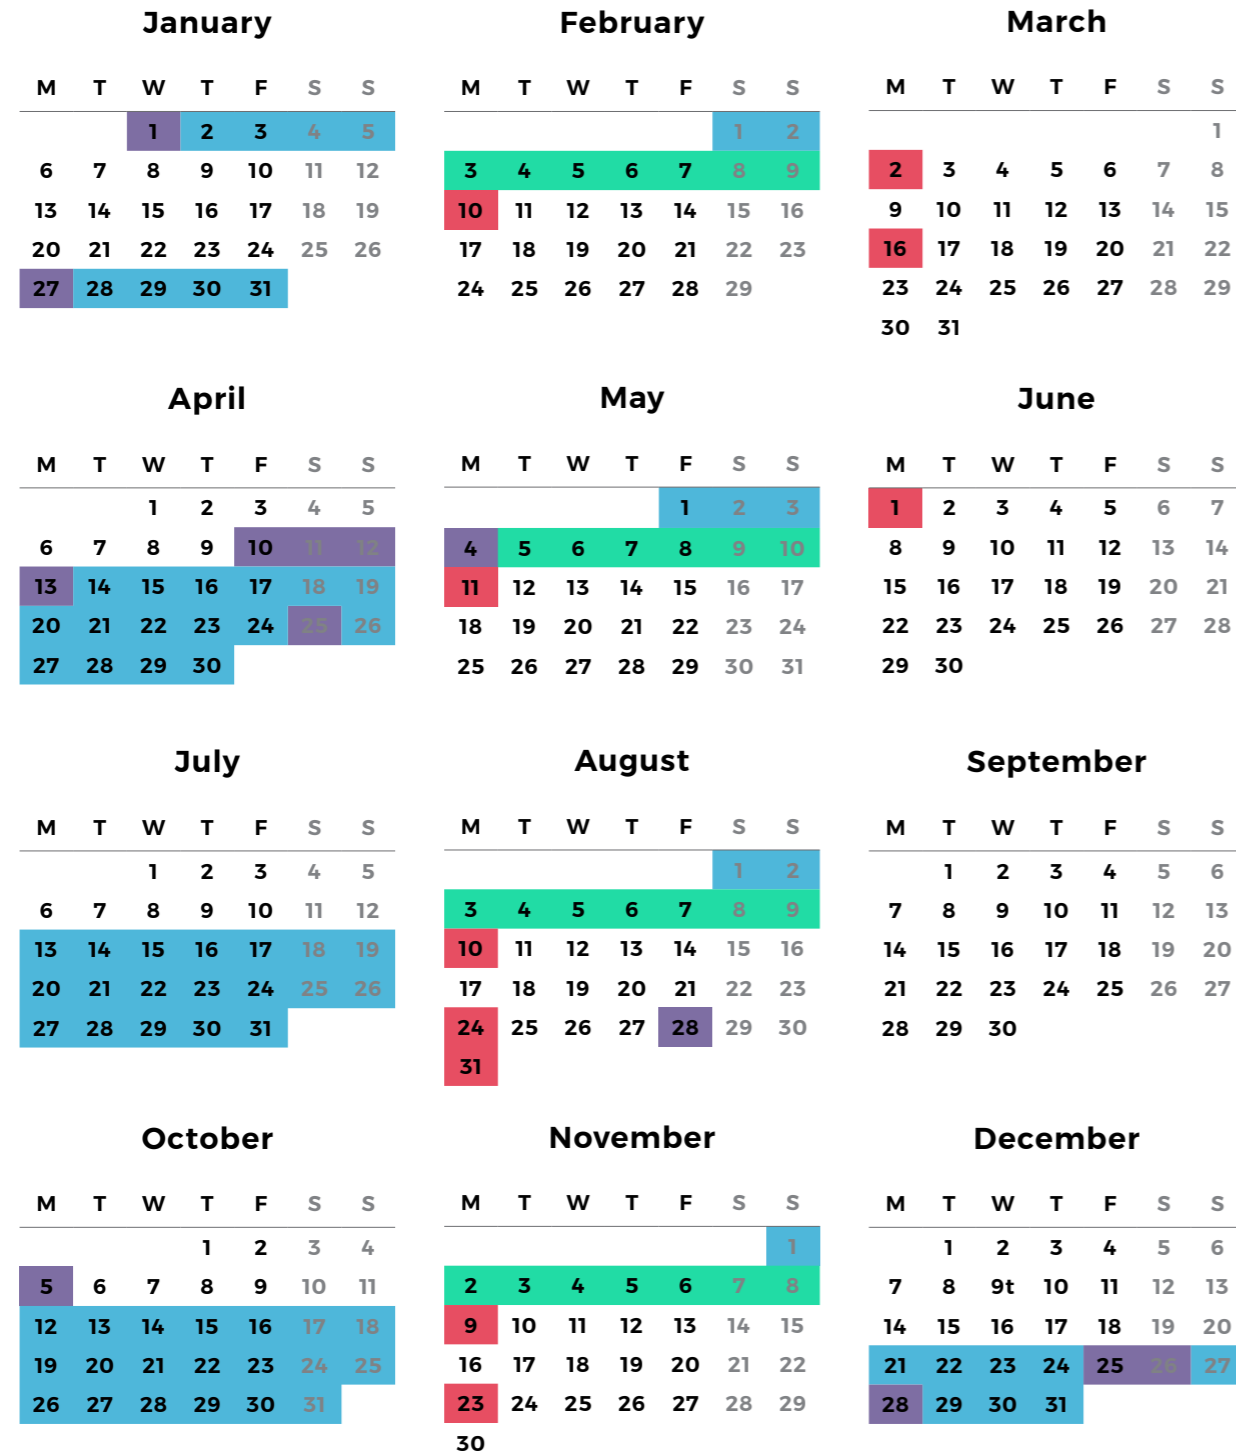 January February March
M T W T F S S M T W T F S S M T W T F S S
1 2 3 4 5 1 2 1
6 7 8 9 10 11 12 3 4 5 6 7 8 9 2 3 4 5 6 7 8
13 14 15 16 17 18 19 10 11 12 13 14 15 16 9 10 11 12 13 14 15
20 21 22 23 24 25 26 17 18 19 20 21 22 23 16 17 18 19 20 21 22
27 28 29 30 31 24 25 26 27 28 29 23 24 25 26 27 28 29
30 31
April May June
M T W T F S S M T W T F S S M T W T F S S
1 2 3 4 5 1 2 3 1 2 3 4 5 6 7
6 7 8 9 10 11 12 4 5 6 7 8 9 10 8 9 10 11 12 13 14
13 14 15 16 17 18 19 11 12 13 14 15 16 17 15 16 17 18 19 20 21
20 21 22 23 24 25 26 18 19 20 21 22 23 24 22 23 24 25 26 27 28
27 28 29 30 25 26 27 28 29 30 31 29 30
July August September
M T W T F S S M T W T F S S M T W T F S S
1 2 3 4 5 1 2 1 2 3 4 5 6
6 7 8 9 10 11 12 3 4 5 6 7 8 9 7 8 9 10 11 12 13
13 14 15 16 17 18 19 10 11 12 13 14 15 16 14 15 16 17 18 19 20
20 21 22 23 24 25 26 17 18 19 20 21 22 23 21 22 23 24 25 26 27
27 28 29 30 31 24 25 26 27 28 29 30 28 29 30
31
October November December
M T W T F S S M T W T F S S M T W T F S S
1 2 3 4 1 1 2 3 4 5 6
5 6 7 8 9 10 11 2 3 4 5 6 7 8 7 8 9t 10 11 12 13
12 13 14 15 16 17 18 9 10 11 12 13 14 15 14 15 16 17 18 19 20
19 20 21 22 23 24 25 16 17 18 19 20 21 22 21 22 23 24 25 26 27
26 27 28 29 30 31 23 24 25 26 27 28 29 28 29 30 31
30